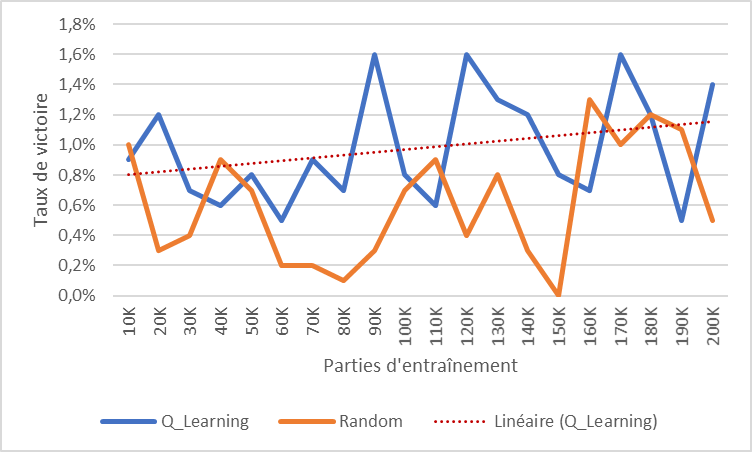 1,8%
1,6%
1,4%
1,2%
1,0%
0,8%
0,6%
0,4%
0,2%
0,0%
Taux de victoire
10K 20K 30K 40K 50K 60K 70K 80K 90K 100K 110K 120K 130K 140K 150K 160K 170K 180K 190K 200K
Parties d'entraînement
Q_Learning Random Linéaire (Q_Learning)